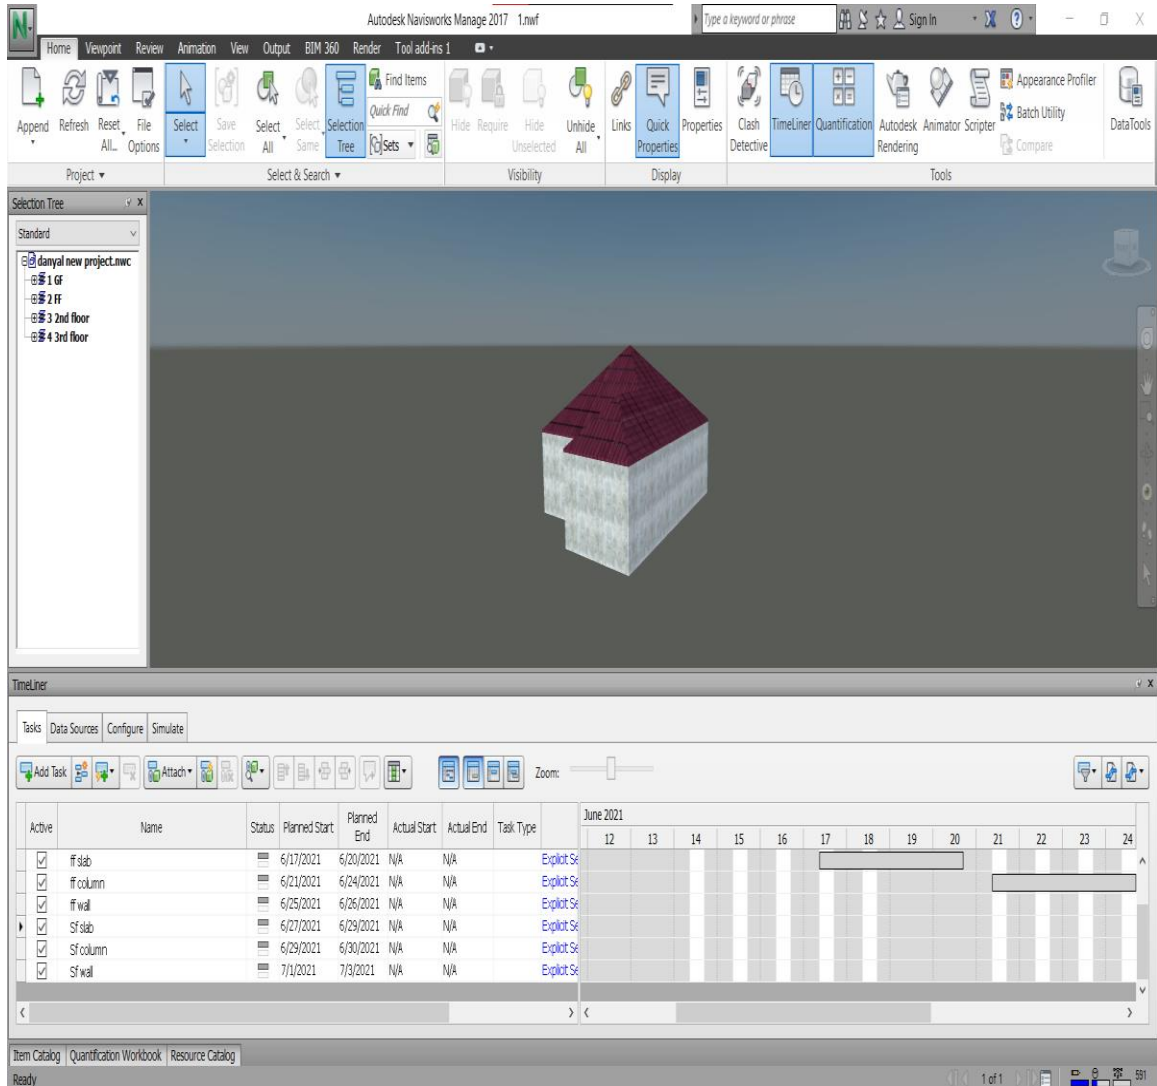 Autodesk Navisworks Manage 2017 1.nwf
Type a keyword or phrase
Sign In
Home Viewpoint Review Animation View Output BIM 360 Render Tool add-ins 1
Append Refresh Reset All... File Options
Project
Select Save Selection Select All Select Same Selection Tree
Find Items
Quick Find
Sets
Select & Search
Hide Require Hide Unselected Unhide All
Visibility
Links Quick Properties Properties
Display
Clash Detective TimeLiner Quantification Autodesk Rendering Animator Scripter
Appearance Profiler
Batch Utility
Compare
DataTools
Tools
Selection Tree
Standard
danyal new project.nwc
1 GF
2 FF
3 2nd floor
4 3rd floor
TimeLiner
Tasks Data Sources Configure Simulate
Add Task Attach Zoom:
Active Name Status Planned Start Planned End Actual Start Actual End Task Type
June 2021
12 13 14 15 16 17 18 19 20 21 22 23 24
ff slab 6/17/2021 6/20/2021 N/A N/A Explicit Se
ff column 6/21/2021 6/24/2021 N/A N/A Explicit Se
ff wall 6/25/2021 6/26/2021 N/A N/A Explicit Se
Sf slab 6/27/2021 6/29/2021 N/A N/A Explicit Se
Sf column 6/29/2021 6/30/2021 N/A N/A Explicit Se
Sf wal 7/1/2021 7/3/2021 N/A N/A Explicit Se
Item Catalog Quantification Workbook Resource Catalog
Ready
1 of 1
591